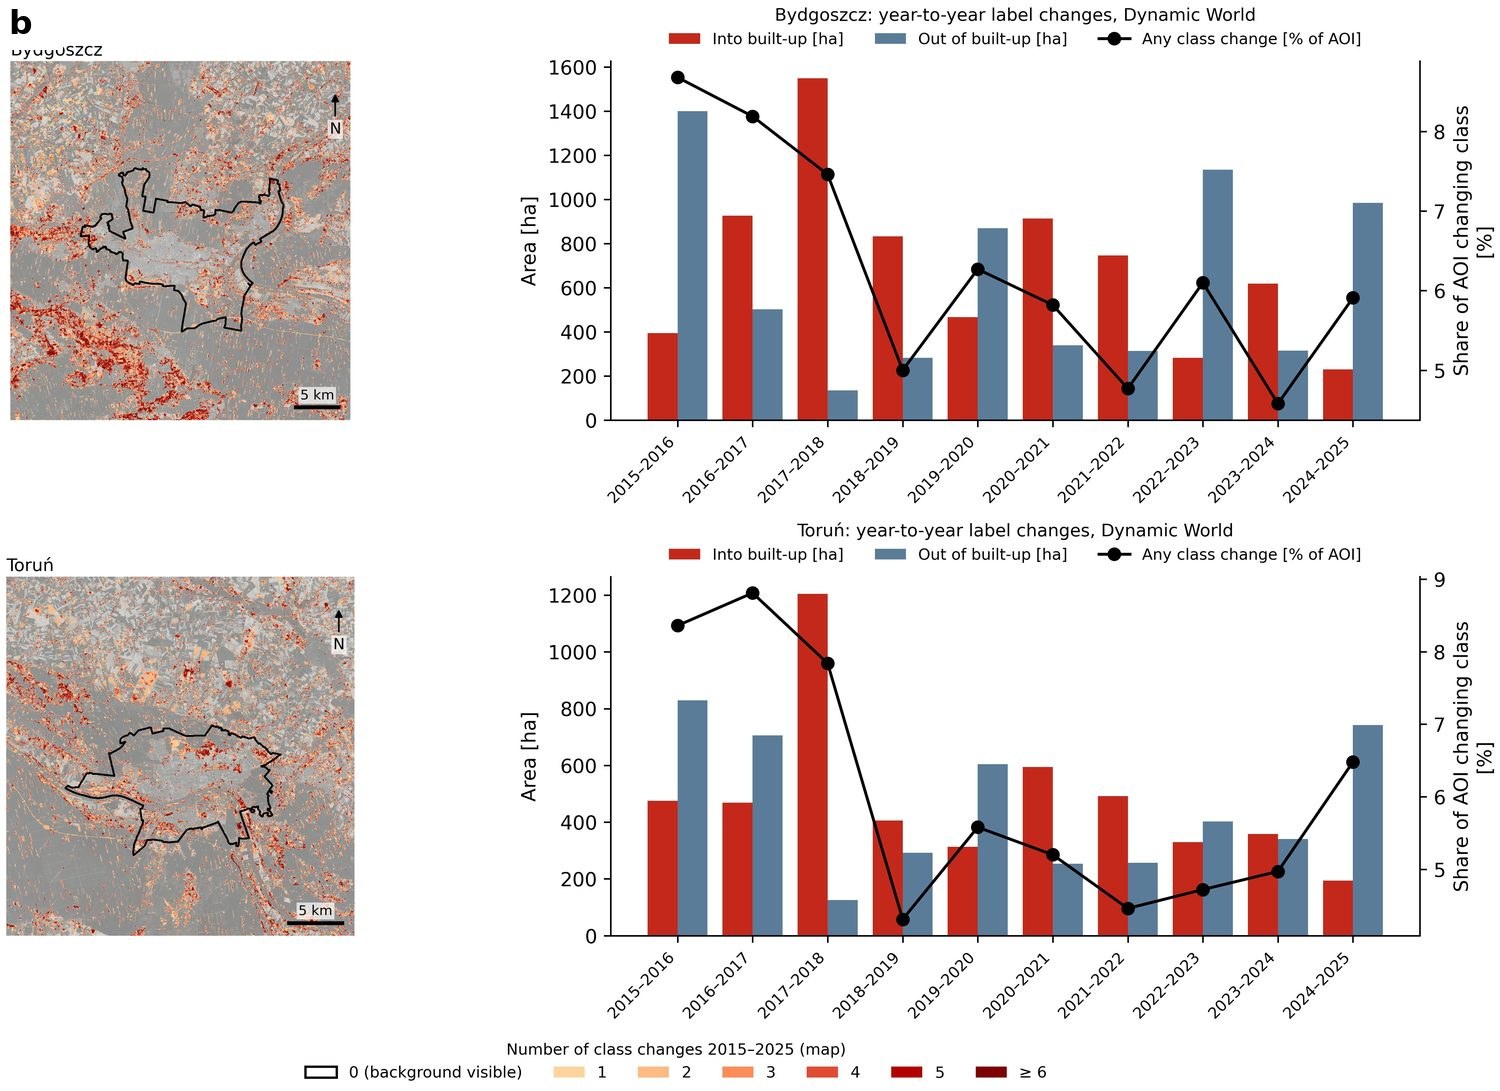 b
Bydgoszcz
N
5 km
Bydgoszcz: year-to-year label changes, Dynamic World
Into built-up [ha]
Out of built-up [ha]
Any class change [% of AOI]
1600
1400
1200
1000
800
600
400
200
0
Area [ha]
8
7
6
5
Share of AOI changing class
[%]
2015–2016
2016–2017
2017–2018
2018–2019
2019–2020
2020–2021
2021–2022
2022–2023
2023–2024
2024–2025
Toruń
N
5 km
Toruń: year-to-year label changes, Dynamic World
Into built-up [ha]
Out of built-up [ha]
Any class change [% of AOI]
1200
1000
800
600
400
200
0
Area [ha]
9
8
7
6
5
Share of AOI changing class
[%]
2015–2016
2016–2017
2017–2018
2018–2019
2019–2020
2020–2021
2021–2022
2022–2023
2023–2024
2024–2025
Number of class changes 2015–2025 (map)
0 (background visible)
1
2
3
4
5
≥ 6